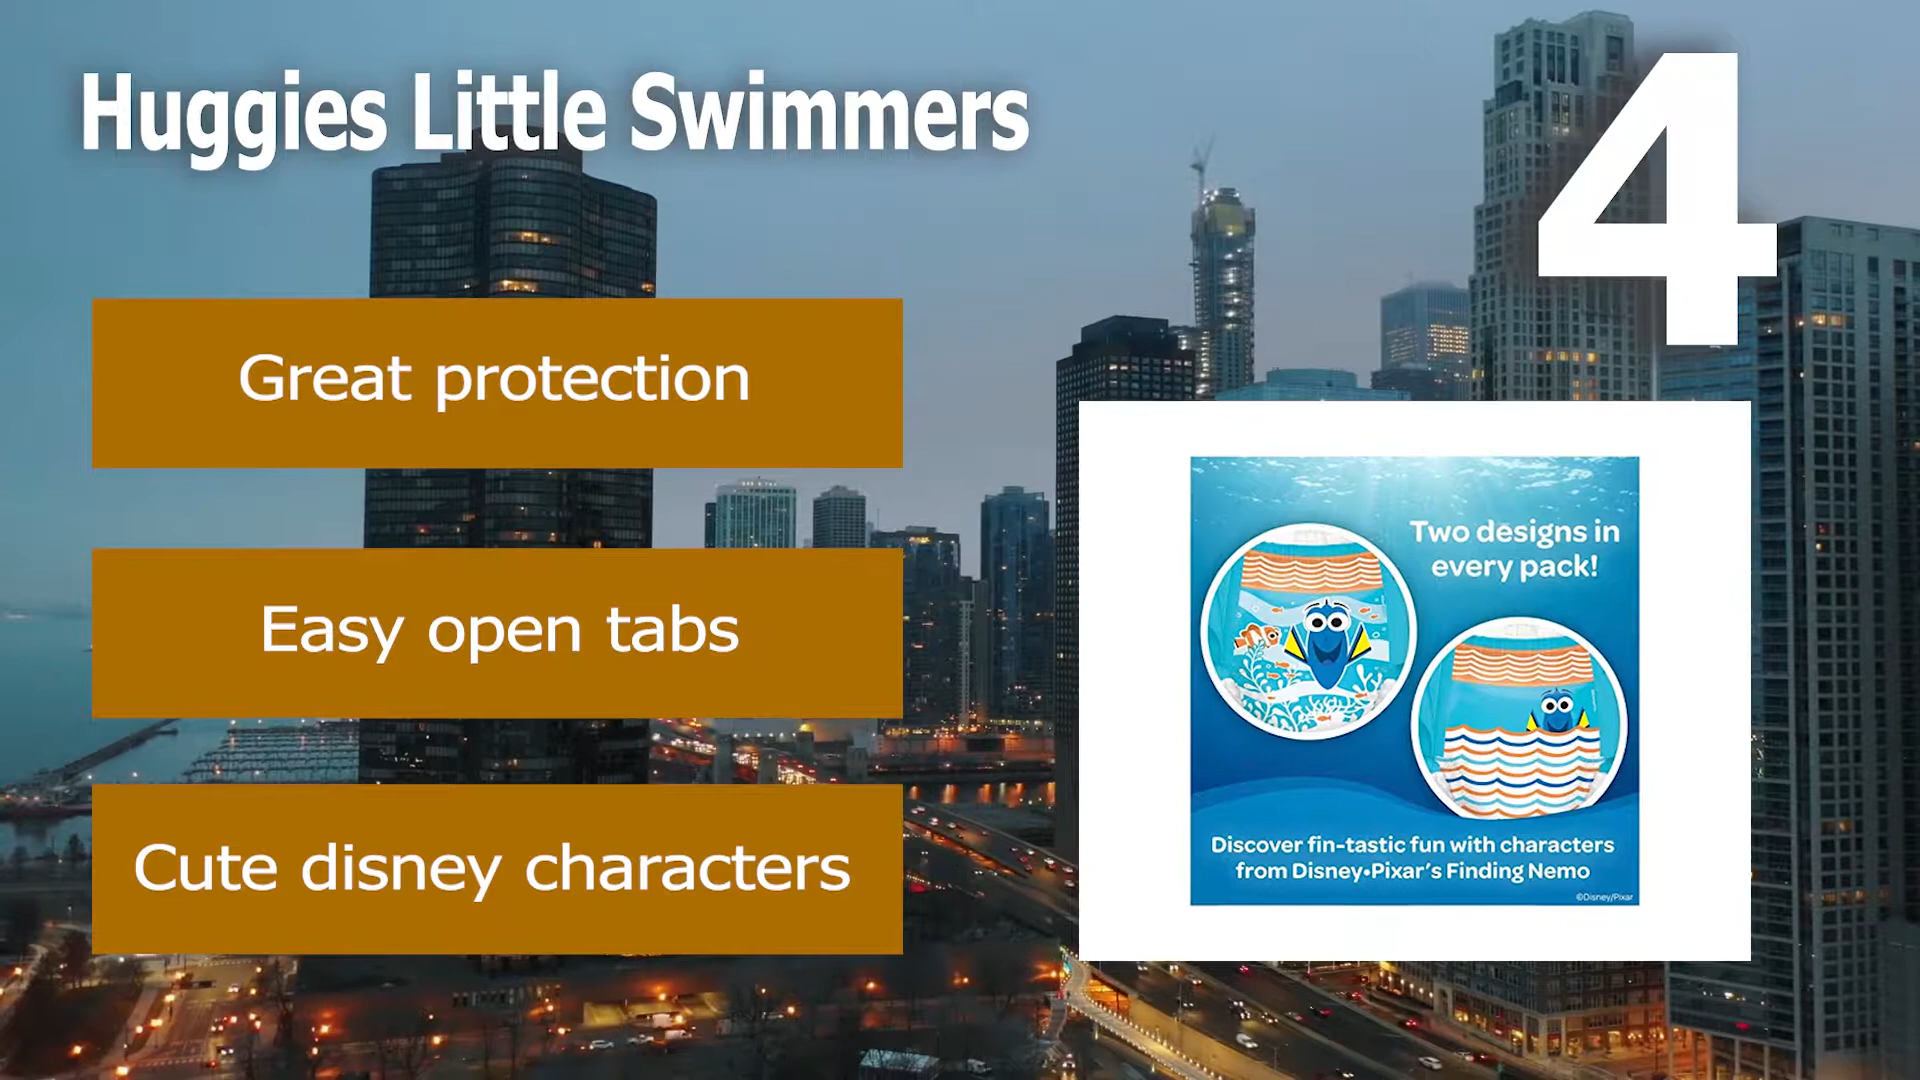 Huggies Little Swimmers
4
Great protection
Easy open tabs
Cute disney characters
Two designs in
every pack!
Discover fin-tastic fun with characters
from Disney•Pixar's Finding Nemo
©Disney/Pixar